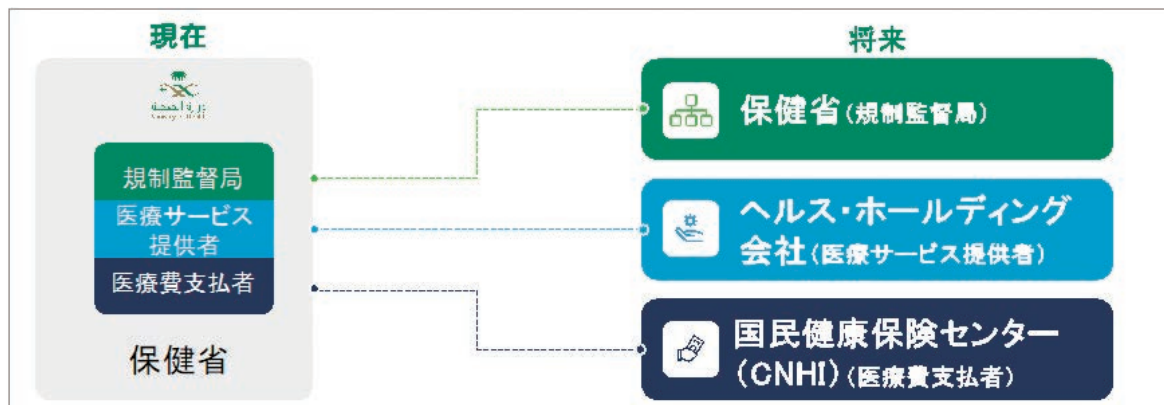 現在
وزارة الصحة
規制監督局
医療サービス
提供者
医療費支払者
保健省
将来
保健省(規制監督局)
ヘルス・ホールディング
会社(医療サービス提供者)
国民健康保険センター
(CNHI)(医療費支払者)